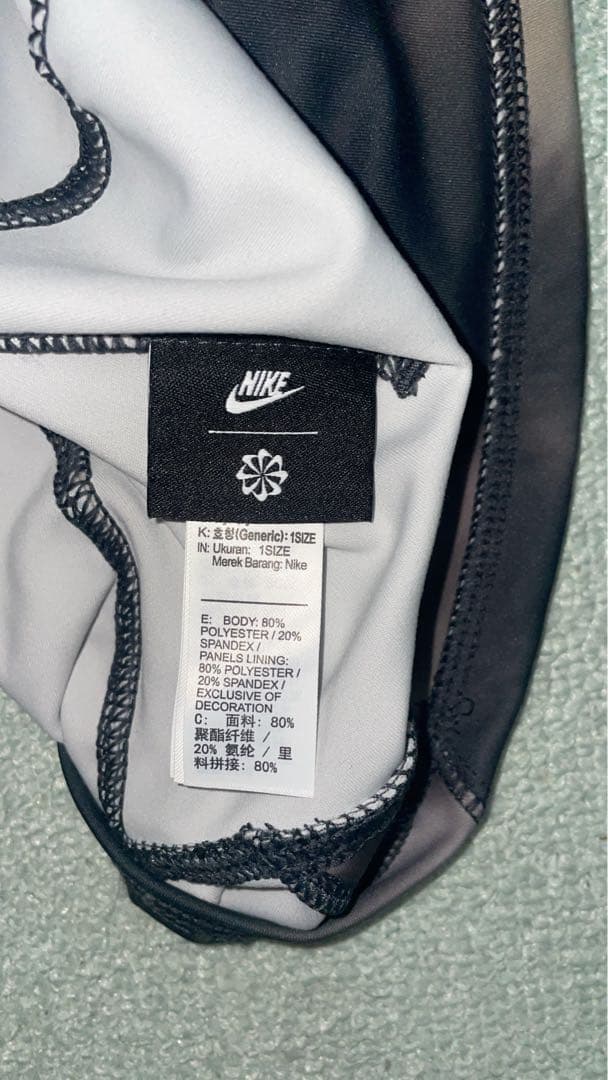 NIKE
K: 호칭(Generic): 1SIZE
IN: Ukuran: 1SIZE
Merek Barang: Nike
E: BODY: 80%
POLYESTER / 20%
SPANDEX /
PANELS LINING:
80% POLYESTER /
20% SPANDEX /
EXCLUSIVE OF
DECORATION
C: 面料: 80%
聚酯纤维 /
20% 氨纶 / 里
料拼接: 80%